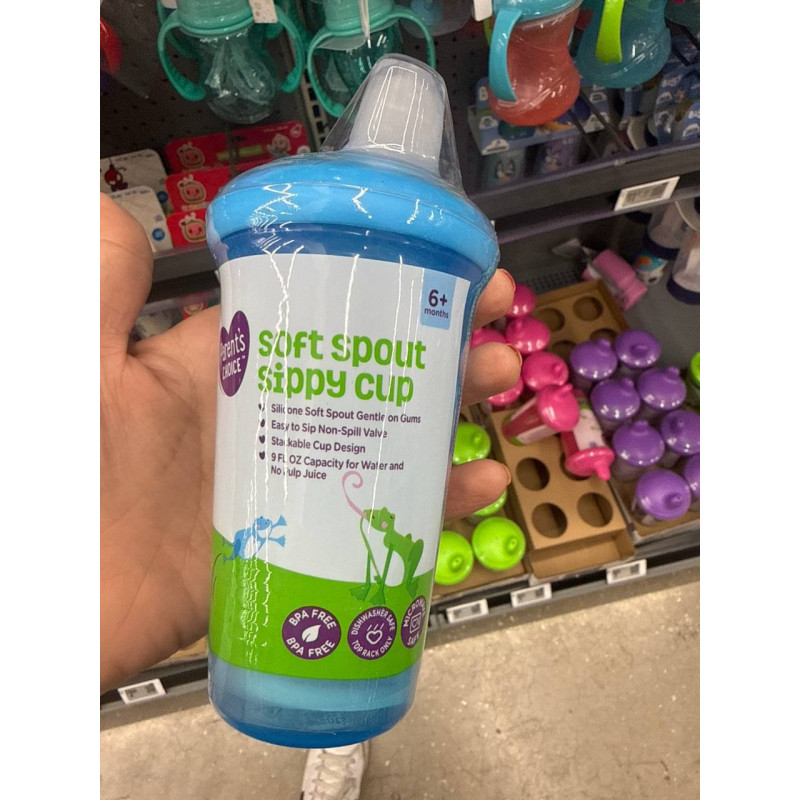 6+
months
Parent's
CHOICE™
soft spout
sippy cup
Silicone Soft Spout Gentle on Gums
Easy to Sip Non-Spill Valve
Stackable Cup Design
9 FL OZ Capacity for Water and
No Pulp Juice
BPA FREE
BPA FREE
DISHWASHER SAFE
TOP RACK ONLY
SAFE